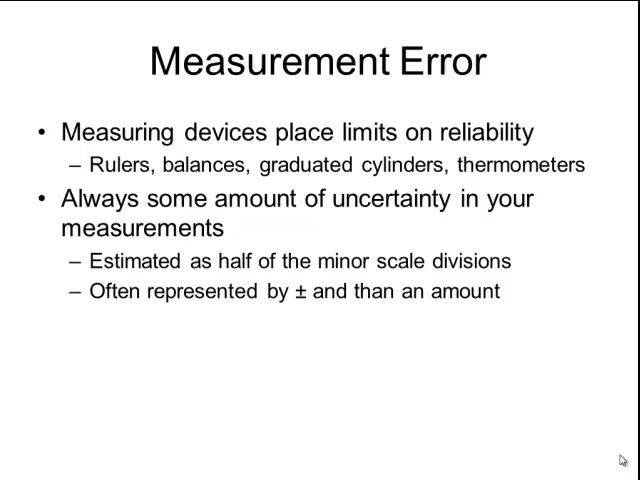 Measurement Error
• Measuring devices place limits on reliability
– Rulers, balances, graduated cylinders, thermometers
• Always some amount of uncertainty in your
measurements
– Estimated as half of the minor scale divisions
– Often represented by ± and than an amount